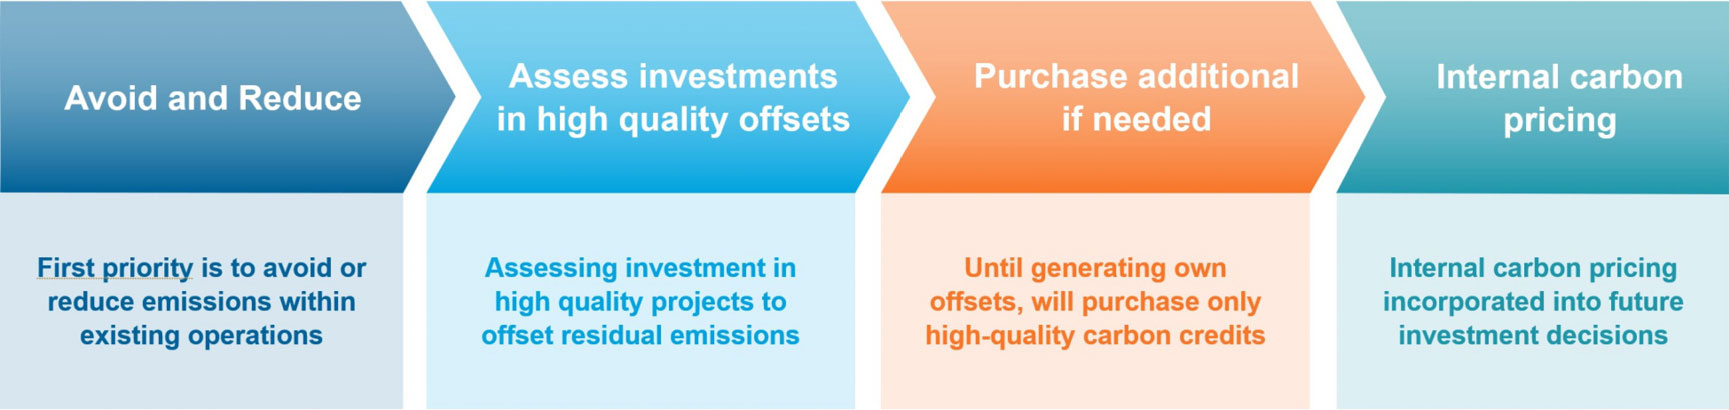 Avoid and Reduce
First priority is to avoid or
reduce emissions within
existing operations
Assess investments
in high quality offsets
Assessing investment in
high quality projects to
offset residual emissions
Purchase additional
if needed
Until generating own
offsets, will purchase only
high-quality carbon credits
Internal carbon
pricing
Internal carbon pricing
incorporated into future
investment decisions